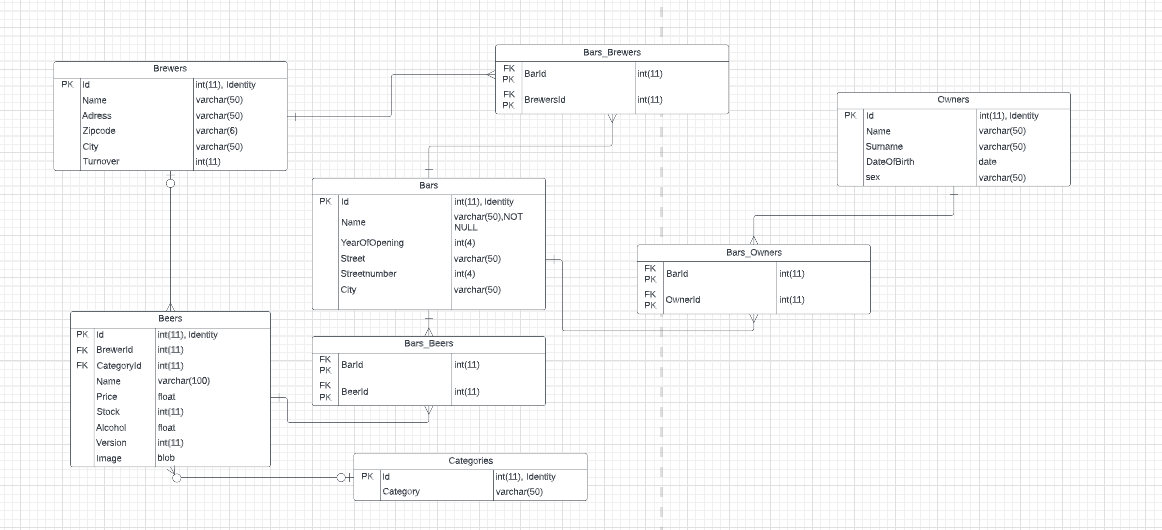 Bars_Brewers
FK PK BarId int(11)
FK PK BrewersId int(11)
Brewers
PK Id int(11), Identity
Name varchar(50)
Adress varchar(50)
Zipcode varchar(6)
City varchar(50)
Turnover int(11)
Owners
PK Id int(11), Identity
Name varchar(50)
Surname varchar(50)
DateOfBirth date
sex varchar(50)
Bars
PK Id int(11), Identity
Name varchar(50),NOT NULL
YearOfOpening int(4)
Street varchar(50)
Streetnumber int(4)
City varchar(50)
Bars_Owners
FK PK BarId int(11)
FK PK OwnerId int(11)
Beers
PK Id int(11), Identity
FK BrewerId int(11)
FK CategoryId int(11)
Name varchar(100)
Price float
Stock int(11)
Alcohol float
Version int(11)
Image blob
Bars_Beers
FK PK BarId int(11)
FK PK BeerId int(11)
Categories
PK Id int(11), Identity
Category varchar(50)